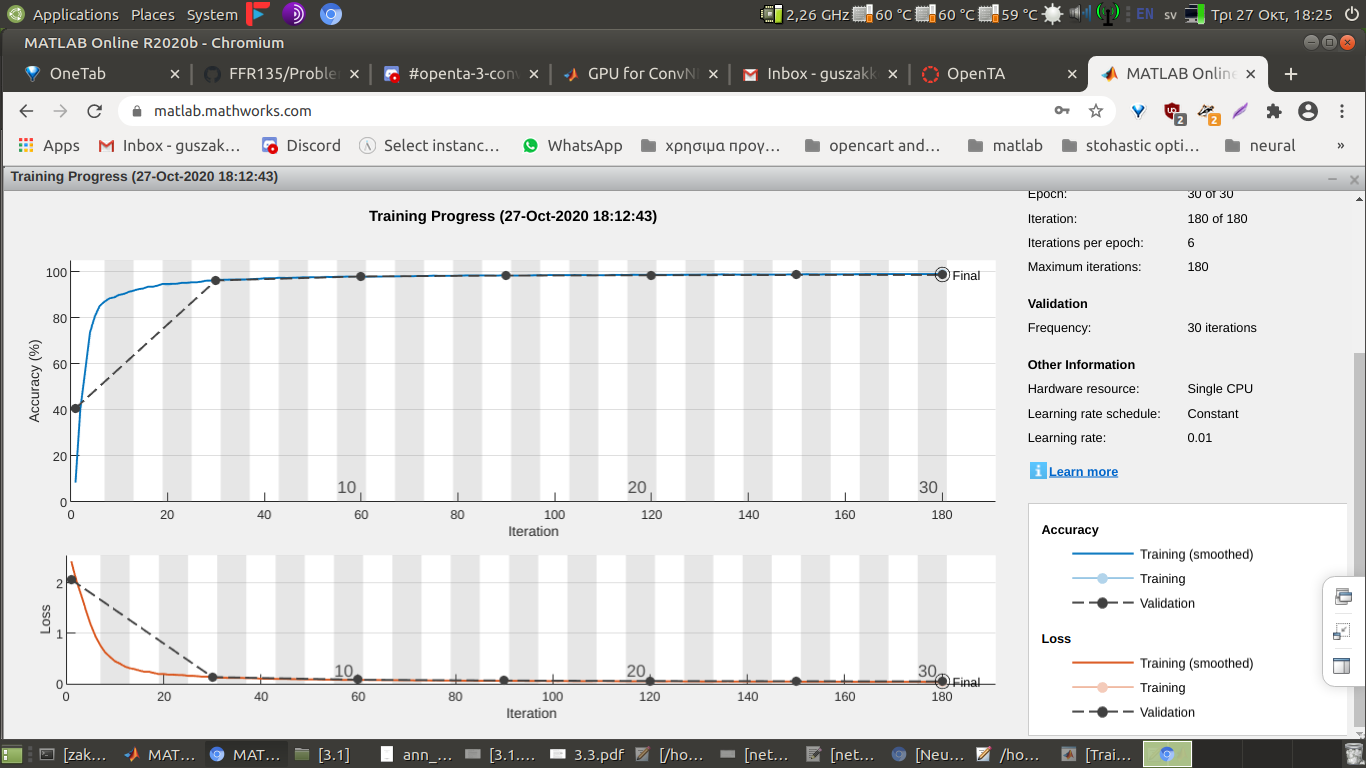 Applications Places System 2,26 GHz 60 °C 60 °C 59 °C EN sv Τρι 27 Οκτ, 18:25
MATLAB Online R2020b - Chromium
OneTab FFR135/Proble #openta-3-conv GPU for ConvN Inbox - guszakk OpenTA MATLAB Online
matlab.mathworks.com 2 2
Apps Inbox - guszak… Discord Select instanc… WhatsApp χρησιμα προγ… opencart and… matlab stohastic opti… neural »
Training Progress (27-Oct-2020 18:12:43)
Training Progress (27-Oct-2020 18:12:43)
100
80
60
40
20
0
Accuracy (%)
10 20 30
Final
0 20 40 60 80 100 120 140 160 180
Iteration
2
1
0
Loss
10 20 30
Final
0 20 40 60 80 100 120 140 160 180
Iteration
Epoch: 30 of 30
Iteration: 180 of 180
Iterations per epoch: 6
Maximum iterations: 180
Validation
Frequency: 30 iterations
Other Information
Hardware resource: Single CPU
Learning rate schedule: Constant
Learning rate: 0.01
i Learn more
Accuracy
Training (smoothed)
Training
Validation
Loss
Training (smoothed)
Training
Validation
[zak... MAT... MAT... [3.1] ann_... [3.1.... 3.3.pdf [/ho... [net... [net... [Neu... /ho... [Trai...